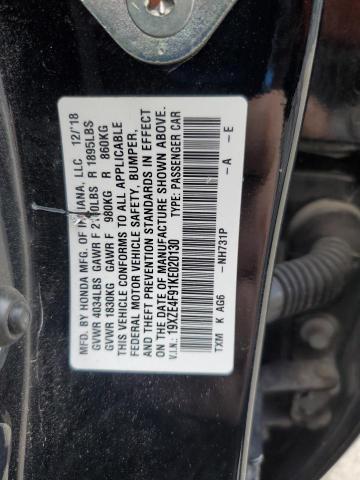 MFD. BY HONDA MFG. OF INDIANA, LLC 12/'18
GVWR 4034LBS GAWR F 2160LBS R 1895LBS
GVWR 1830KG GAWR F 980KG R 860KG
THIS VEHICLE CONFORMS TO ALL APPLICABLE
FEDERAL MOTOR VEHICLE SAFETY, BUMPER,
AND THEFT PREVENTION STANDARDS IN EFFECT
ON THE DATE OF MANUFACTURE SHOWN ABOVE.
V.I.N.: 19XZE4F91KE020130 TYPE: PASSENGER CAR
-NH731P -A -E
TXM K AG6